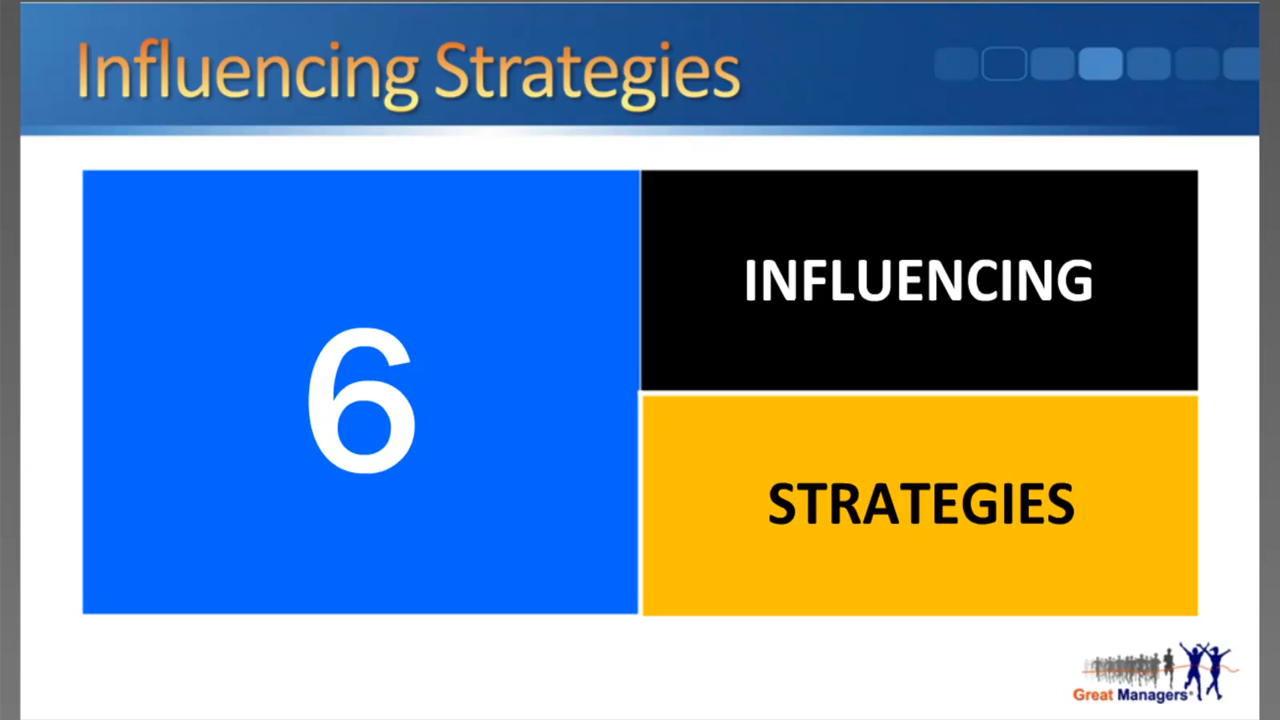 Influencing Strategies
6
INFLUENCING
STRATEGIES
Great Managers®